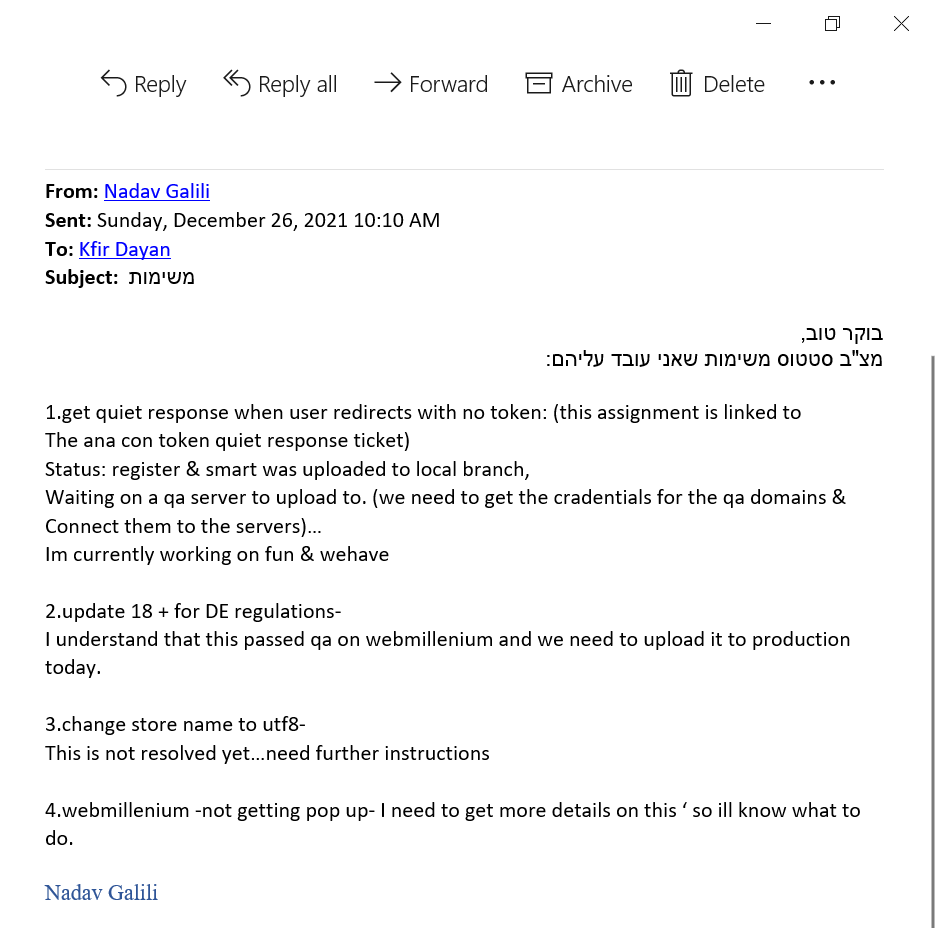 Reply Reply all Forward Archive Delete
From: Nadav Galili
Sent: Sunday, December 26, 2021 10:10 AM
To: Kfir Dayan
Subject: משימות
בוקר טוב,
מצ"ב סטטוס משימות שאני עובד עליהם:
1.get quiet response when user redirects with no token: (this assignment is linked to
The ana con token quiet response ticket)
Status: register & smart was uploaded to local branch,
Waiting on a qa server to upload to. (we need to get the credentials for the qa domains &
Connect them to the servers)...
Im currently working on fun & wehave
2.update 18 + for DE regulations-
I understand that this passed qa on webmillenium and we need to upload it to production
today.
3.change store name to utf8-
This is not resolved yet...need further instructions
4.webmillenium -not getting pop up- I need to get more details on this ‘ so ill know what to
do.
Nadav Galili